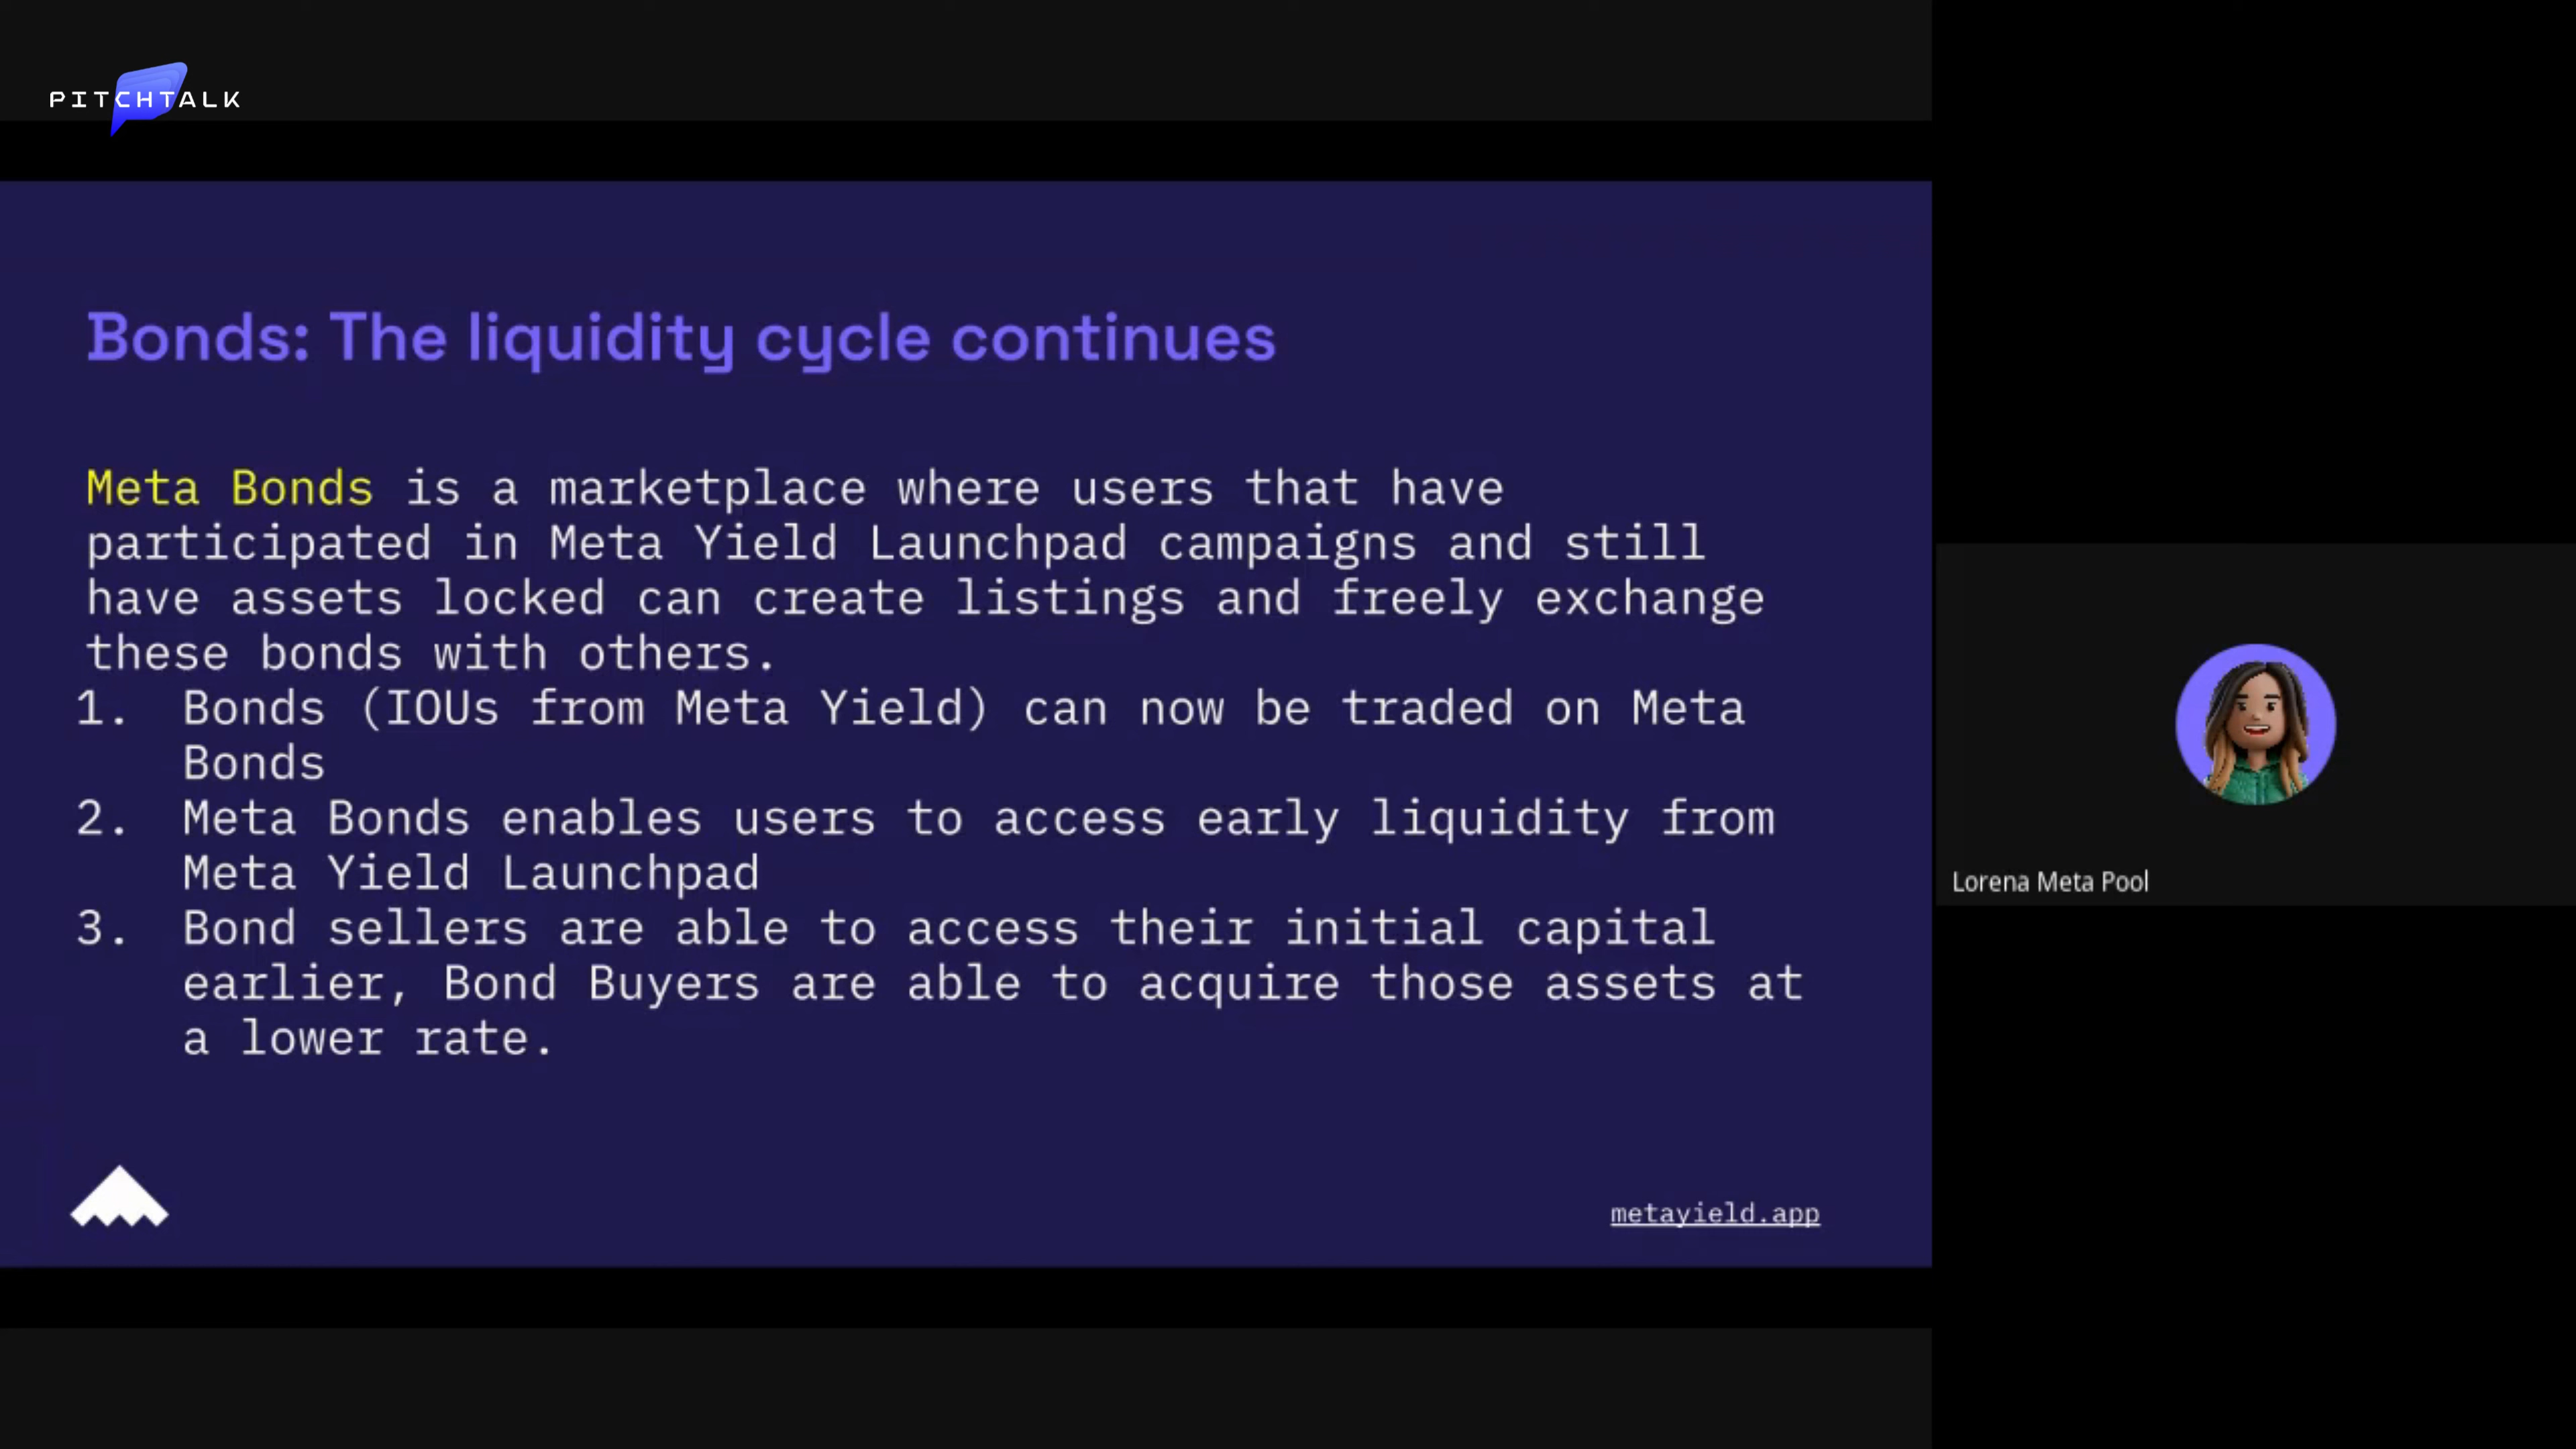 PITCHTALK
Bonds: The liquidity cycle continues
Meta Bonds is a marketplace where users that have
participated in Meta Yield Launchpad campaigns and still
have assets locked can create listings and freely exchange
these bonds with others.
1. Bonds (IOUs from Meta Yield) can now be traded on Meta
Bonds
2. Meta Bonds enables users to access early liquidity from
Meta Yield Launchpad
3. Bond sellers are able to access their initial capital
earlier, Bond Buyers are able to acquire those assets at
a lower rate.
metayield.app
Lorena Meta Pool